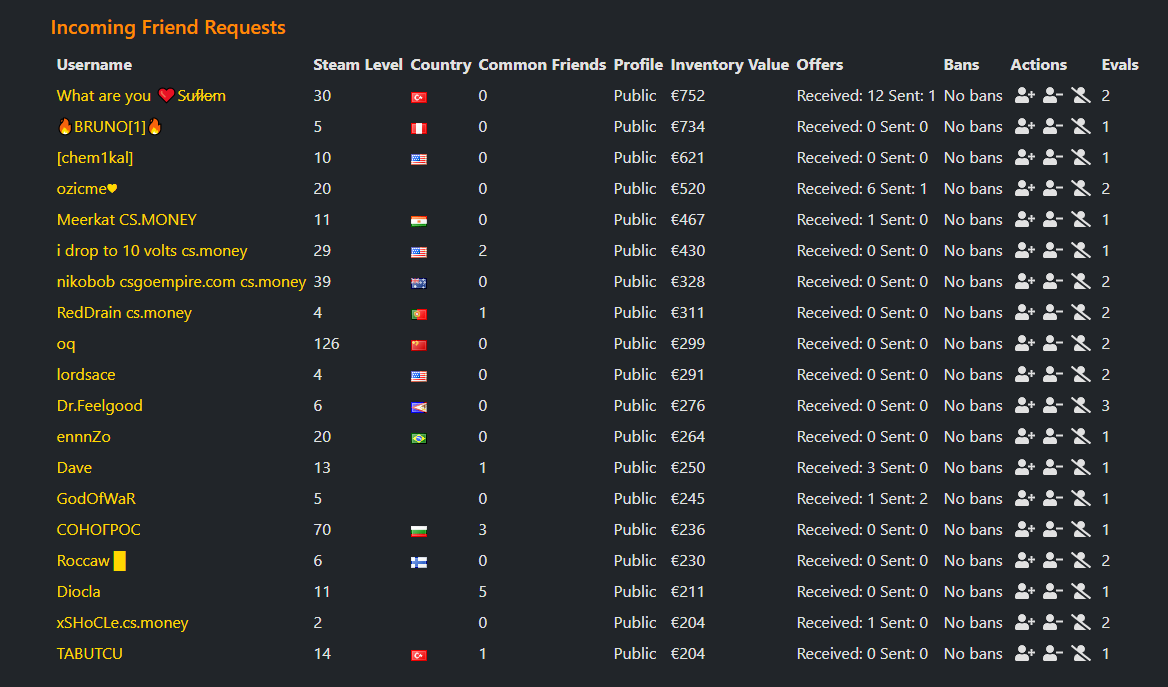 Incoming Friend Requests
Username Steam Level Country Common Friends Profile Inventory Value Offers Bans Actions Evals
What are you ❤️Suflom 30 0 Public €752 Received: 12 Sent: 1 No bans 2
🔥BRUNO[1]🔥 5 0 Public €734 Received: 0 Sent: 0 No bans 1
[chem1kal] 10 0 Public €621 Received: 0 Sent: 0 No bans 1
ozicme♥ 20 0 Public €520 Received: 6 Sent: 1 No bans 2
Meerkat CS.MONEY 11 0 Public €467 Received: 1 Sent: 0 No bans 1
i drop to 10 volts cs.money 29 2 Public €430 Received: 0 Sent: 0 No bans 1
nikobob csgoempire.com cs.money 39 0 Public €328 Received: 0 Sent: 0 No bans 2
RedDrain cs.money 4 1 Public €311 Received: 0 Sent: 0 No bans 2
oq 126 0 Public €299 Received: 0 Sent: 0 No bans 2
lordsace 4 0 Public €291 Received: 0 Sent: 0 No bans 2
Dr.Feelgood 6 0 Public €276 Received: 0 Sent: 0 No bans 3
ennnZo 20 0 Public €264 Received: 0 Sent: 0 No bans 1
Dave 13 1 Public €250 Received: 3 Sent: 0 No bans 1
GodOfWaR 5 0 Public €245 Received: 1 Sent: 2 No bans 1
СОНОГРОС 70 3 Public €236 Received: 0 Sent: 0 No bans 1
Roccaw █ 6 0 Public €230 Received: 0 Sent: 0 No bans 2
Diocla 11 5 Public €211 Received: 0 Sent: 0 No bans 1
xSHoCLe.cs.money 2 0 Public €204 Received: 1 Sent: 0 No bans 2
TABUTCU 14 1 Public €204 Received: 0 Sent: 0 No bans 1